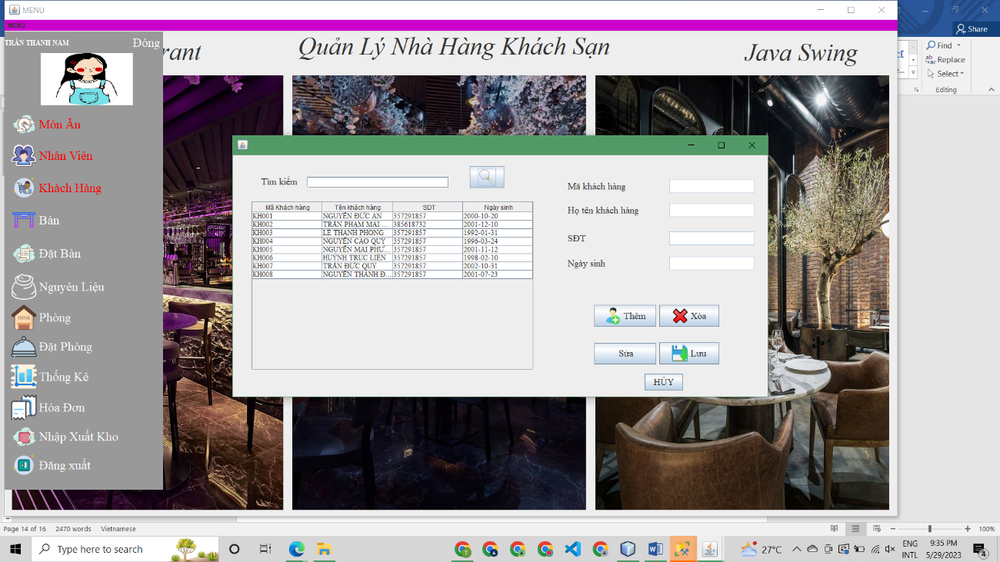 MENU
MENU
Share
TRẦN THANH NAM
Đóng
rant
Quản Lý Nhà Hàng Khách Sạn
Java Swing
Find
Replace
Select
Editing
Món Ăn
Nhân Viên
Khách Hàng
Bàn
Đặt Bàn
Nguyên Liệu
Phòng
Đặt Phòng
Thống Kê
Hóa Đơn
Nhập Xuất Kho
Đăng xuất
Tìm kiếm
Mã Khách hàng Tên khách hàng SDT Ngày sinh
KH001 NGUYỄN ĐỨC AN 357291857 2000-10-20
KH002 TRẦN PHẠM MAI ... 385618732 2001-12-10
KH003 LÊ THANH PHONG 357291857 1992-01-31
KH004 NGUYỄN CAO QUY 357291857 1996-03-24
KH005 NGUYỄN MAI PHƯ... 357291857 2001-11-12
KH006 HUỲNH TRÚC LIÊN 357291857 1998-02-10
KH007 TRẦN ĐỨC QUÝ 357291857 2002-10-31
KH008 NGUYỄN THÀNH Đ... 357291857 2001-07-23
Mã khách hàng
Họ tên khách hàng
SĐT
Ngày sinh
Thêm Xóa
Sửa Lưu
HỦY
Page 14 of 16 2470 words Vietnamese
100%
Type here to search
27°C
ENG
INTL
9:35 PM
5/29/2023
4